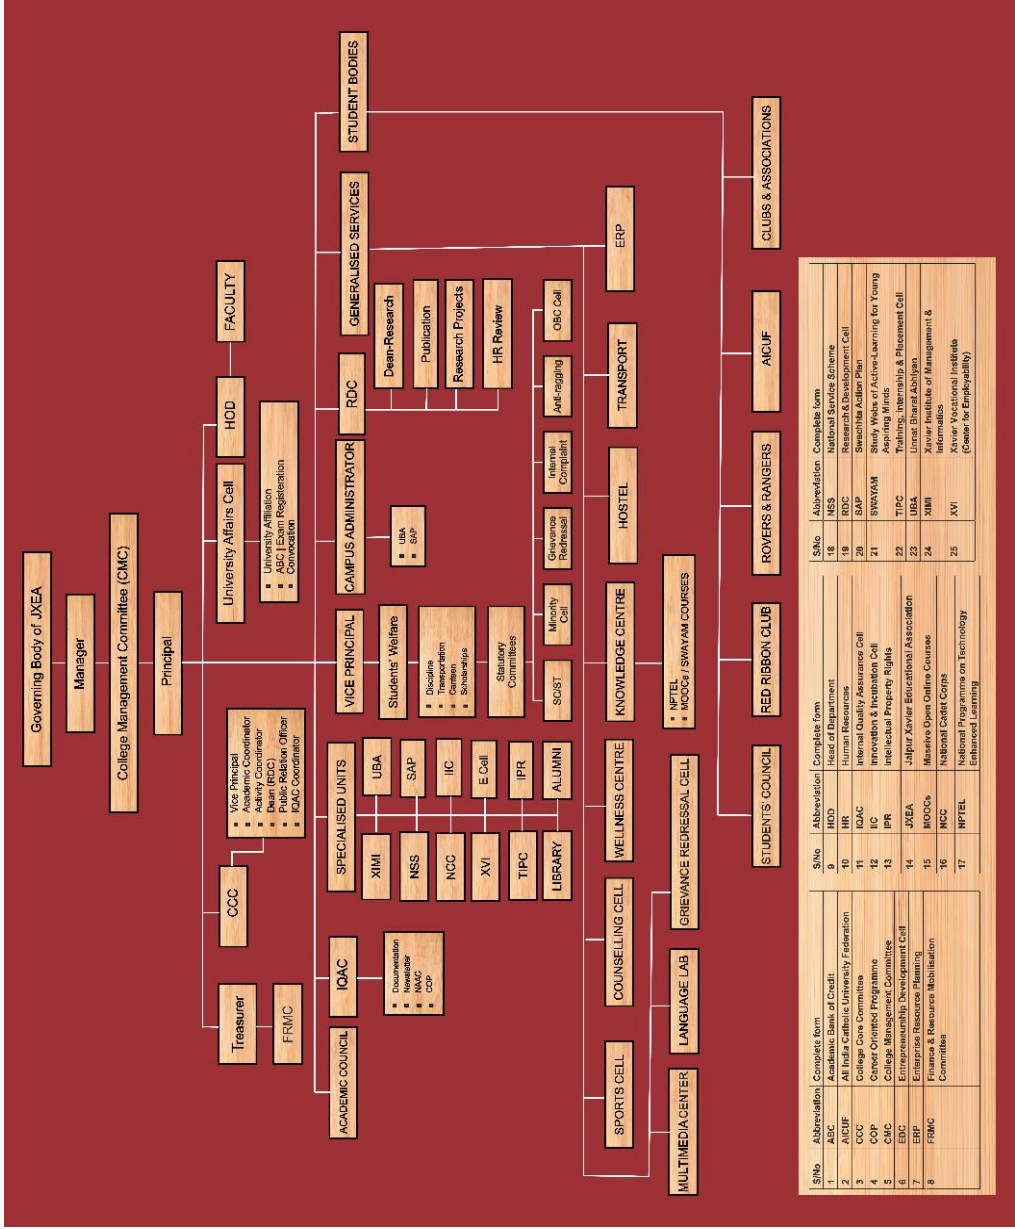 Governing Body of JXEA
Manager
College Management Committee (CMC)
Principal
Treasurer
FRMC
CCC
▪ Vice Principal
▪ Academic Coordinator
▪ Activity Coordinator
▪ Dean (RDC)
▪ Public Relation Officer
▪ IQAC Coordinator
University Affairs Cell
▪ University Affiliation
▪ ABC | Exam Registeration
▪ Convocation
HOD
FACULTY
ACADEMIC COUNCIL
IQAC
▪ Documentation
▪ Newsletter
▪ NAAC
▪ COP
SPECIALISED UNITS
XIMI
UBA
NSS
SAP
NCC
IIC
XVI
E Cell
TIPC
IPR
LIBRARY
ALUMNI
VICE PRINCIPAL
Students' Welfare
▪ Discipline
▪ Transportation
▪ Canteen
▪ Scholarships
Statutory
Committees
SC/ST
Minority
Cell
Grievance
Redressal
Internal
Complaint
Anti-ragging
OBC Cell
CAMPUS ADMINISTRATOR
▪ UBA
▪ SAP
RDC
Dean-Research
Publication
Research Projects
HR Review
GENERALISED SERVICES
STUDENT BODIES
SPORTS CELL
COUNSELLING CELL
WELLNESS CENTRE
KNOWLEDGE CENTRE
▪ NPTEL
▪ MOOCs / SWAYAM COURSES
HOSTEL
TRANSPORT
ERP
MULTIMEDIA CENTER
LANGUAGE LAB
GRIEVANCE REDRESSAL CELL
STUDENTS' COUNCIL
RED RIBBON CLUB
ROVERS & RANGERS
AICUF
CLUBS & ASSOCIATIONS
S/No Abbreviation Complete form
1 ABC Academic Bank of Credit
2 AICUF All India Catholic University Federation
3 CCC College Core Committee
4 COP Career Oriented Programme
5 CMC College Management Committee
6 EDC Entrepreneurship Development Cell
7 ERP Enterprise Resource Planning
8 FRMC Finance & Resource Mobilisation
Committee
S/No Abbreviation Complete form
9 HOD Head of Department
10 HR Human Resources
11 IQAC Internal Quality Assurance Cell
12 IIC Innovation & Incubation Cell
13 IPR Intellectual Property Rights
14 JXEA Jaipur Xavier Educational Association
15 MOOCs Massive Open Online Courses
16 NCC National Cadet Corps
17 NPTEL National Programme on Technology
Enhanced Learning
S/No Abbreviation Complete form
18 NSS National Service Scheme
19 RDC Research & Development Cell
20 SAP Swachhta Action Plan
21 SWAYAM Study Webs of Active-Learning for Young
Aspiring Minds
22 TIPC Training, Internship & Placement Cell
23 UBA Unnat Bharat Abhiyan
24 XIMI Xavier Institute of Management &
Informatics
25 XVI Xavier Vocational Institute
(Center for Employability)